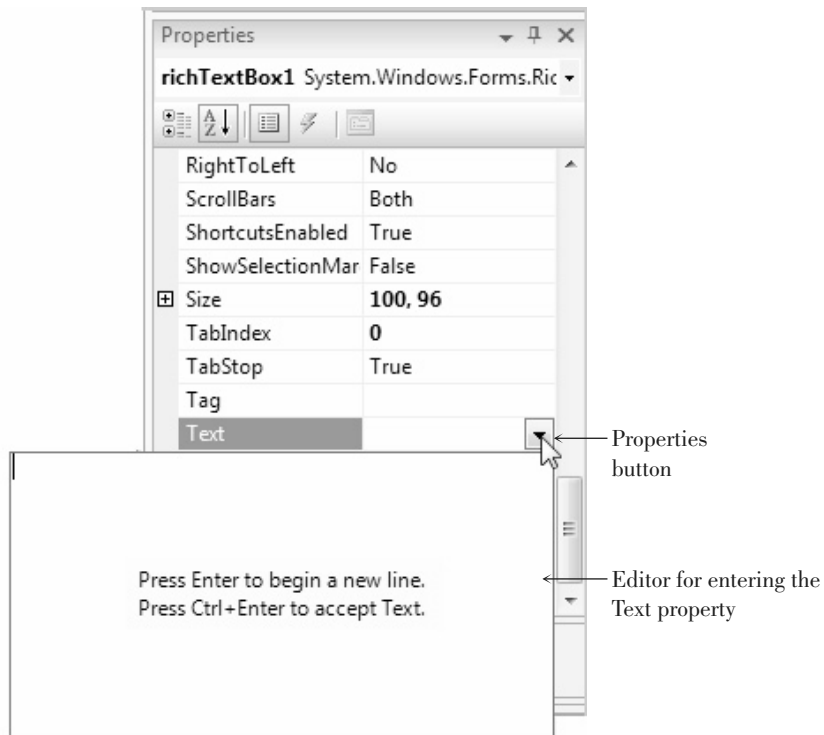 Properties
richTextBox1 System.Windows.Forms.Ric
A
Z
RightToLeft No
ScrollBars Both
ShortcutsEnabled True
ShowSelectionMar False
Size 100, 96
TabIndex 0
TabStop True
Tag
Text
Properties
button
Press Enter to begin a new line.
Press Ctrl+Enter to accept Text.
Editor for entering the
Text property